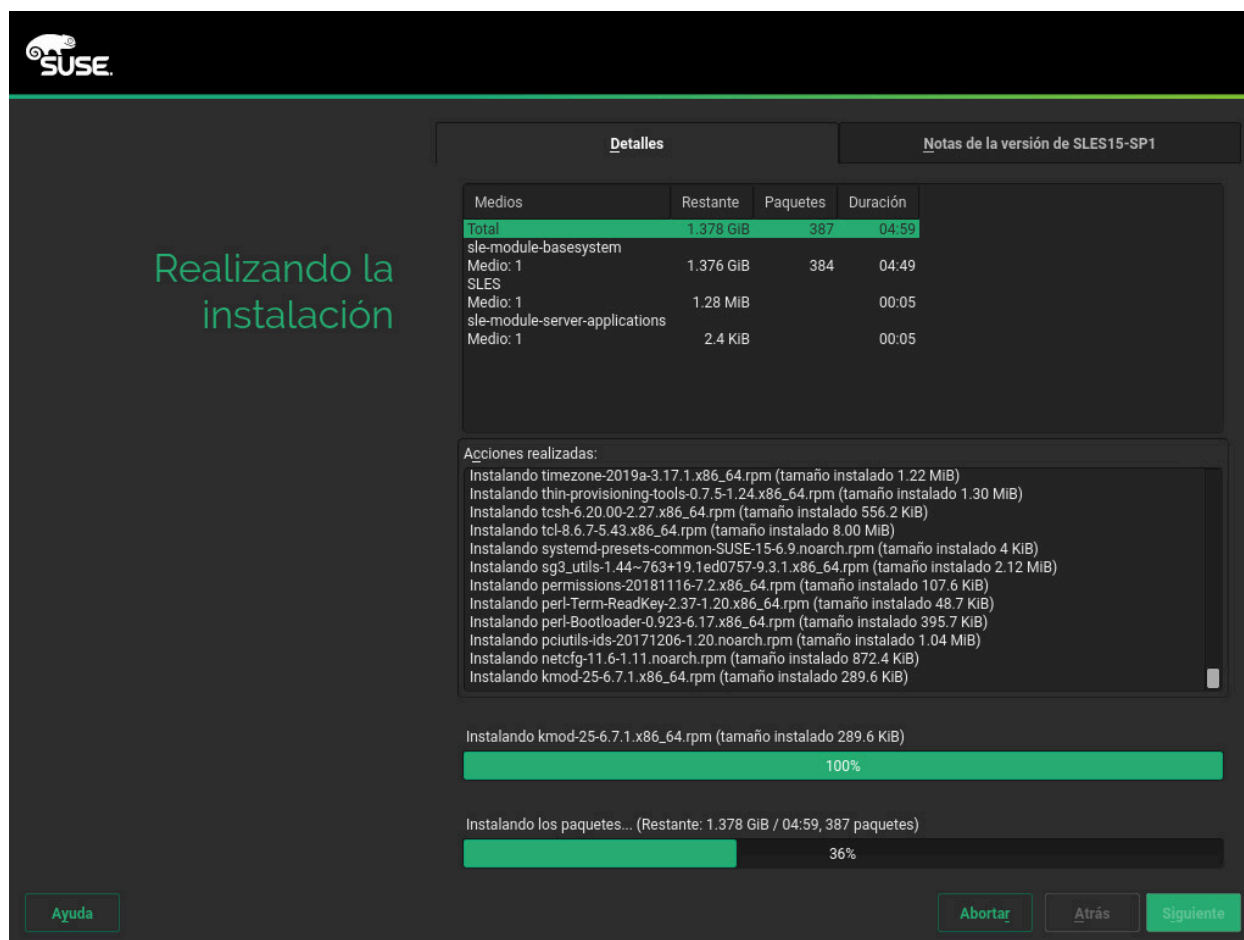 SUSE.
Detalles
Notas de la versión de SLES15-SP1
Realizando la
instalación
Medios Restante Paquetes Duración
Total 1.378 GiB 387 04:59
sle-module-basesystem
Medio: 1 1.376 GiB 384 04:49
SLES
Medio: 1 1.28 MiB 00:05
sle-module-server-applications
Medio: 1 2.4 KiB 00:05
Acciones realizadas:
Instalando timezone-2019a-3.17.1.x86_64.rpm (tamaño instalado 1.22 MiB)
Instalando thin-provisioning-tools-0.7.5-1.24.x86_64.rpm (tamaño instalado 1.30 MiB)
Instalando tcsh-6.20.00-2.27.x86_64.rpm (tamaño instalado 556.2 KiB)
Instalando tcl-8.6.7-5.43.x86_64.rpm (tamaño instalado 8.00 MiB)
Instalando systemd-presets-common-SUSE-15-6.9.noarch.rpm (tamaño instalado 4 KiB)
Instalando sg3_utils-1.44~763+19.1ed0757-9.3.1.x86_64.rpm (tamaño instalado 2.12 MiB)
Instalando permissions-20181116-7.2.x86_64.rpm (tamaño instalado 107.6 KiB)
Instalando perl-Term-ReadKey-2.37-1.20.x86_64.rpm (tamaño instalado 48.7 KiB)
Instalando perl-Bootloader-0.923-6.17.x86_64.rpm (tamaño instalado 395.7 KiB)
Instalando pciutils-ids-20171206-1.20.noarch.rpm (tamaño instalado 1.04 MiB)
Instalando netcfg-11.6-1.11.noarch.rpm (tamaño instalado 872.4 KiB)
Instalando kmod-25-6.7.1.x86_64.rpm (tamaño instalado 289.6 KiB)
Instalando kmod-25-6.7.1.x86_64.rpm (tamaño instalado 289.6 KiB)
100%
Instalando los paquetes... (Restante: 1.378 GiB / 04:59, 387 paquetes)
36%
Ayuda
Abortar
Atrás
Siguiente